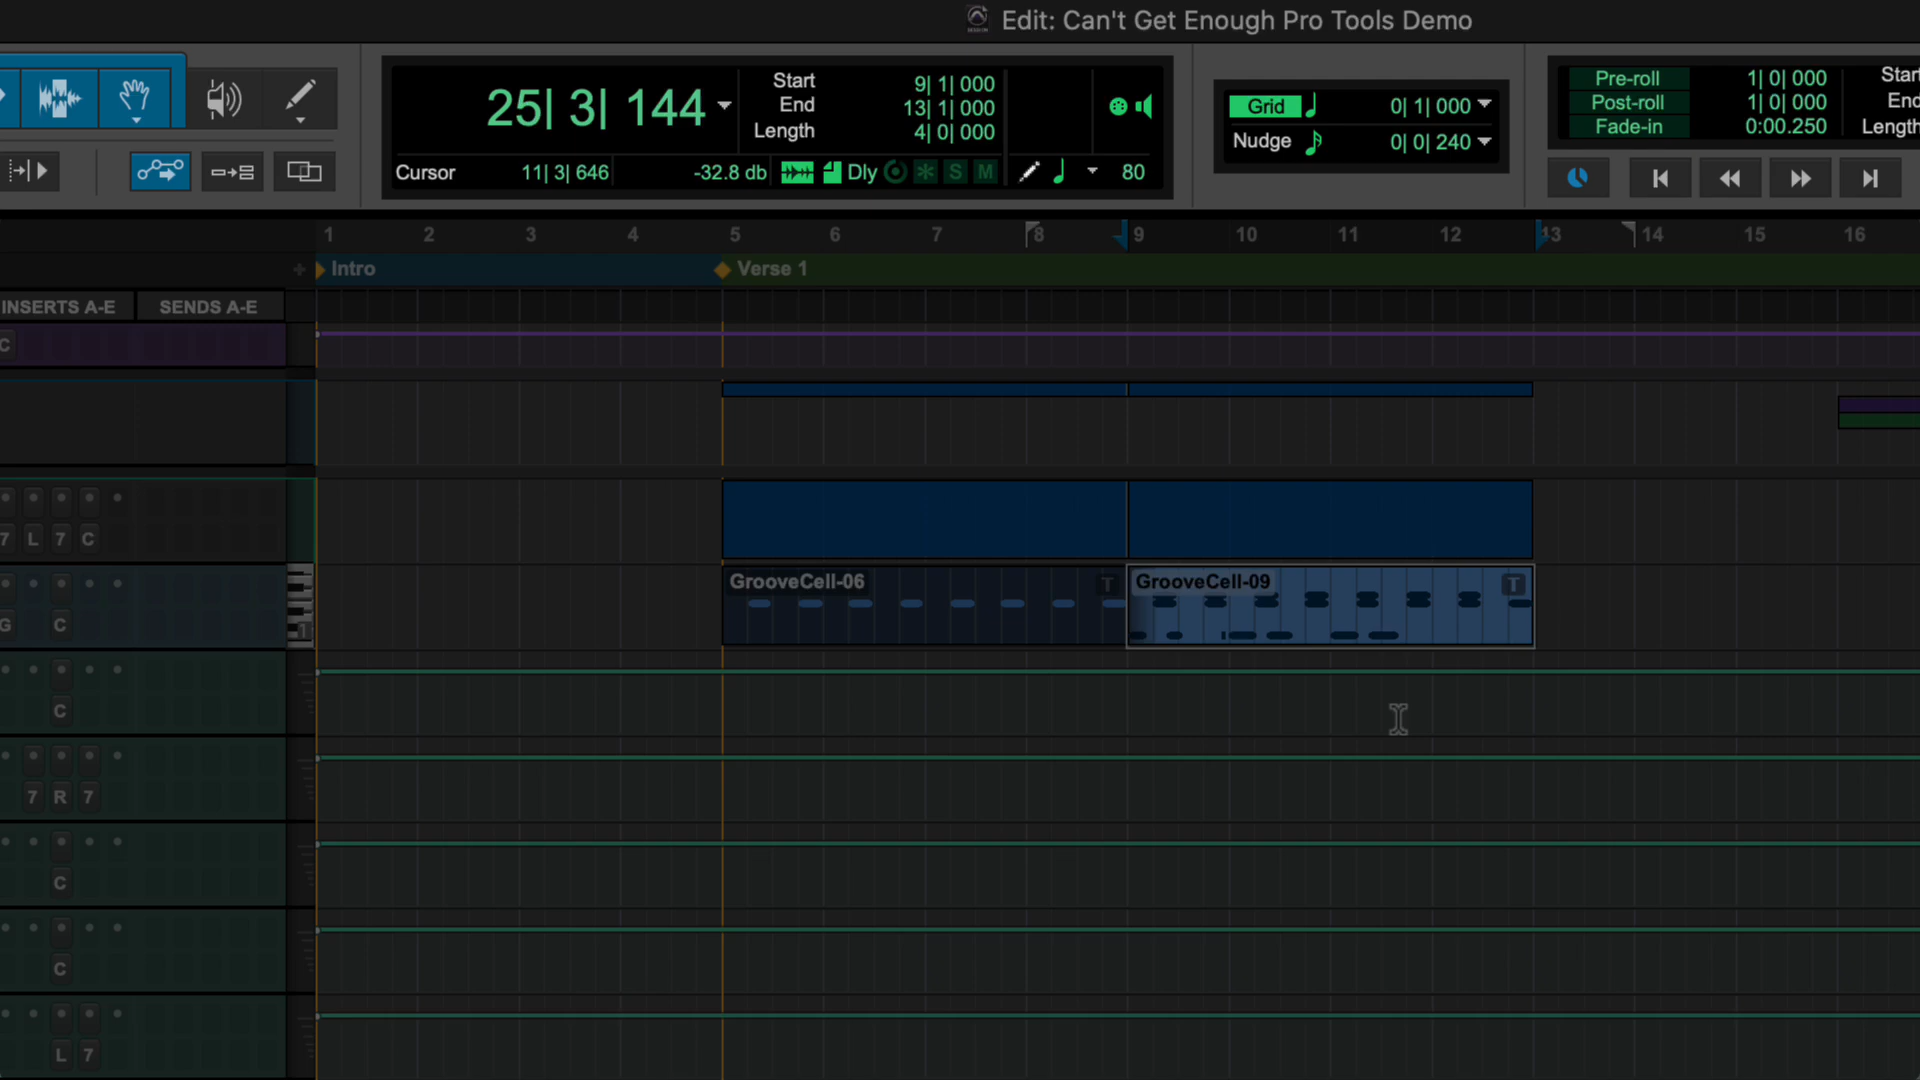 Edit: Can't Get Enough Pro Tools Demo
25| 3| 144
Start 9| 1| 000
End 13| 1| 000
Length 4| 0| 000
Cursor 11| 3| 646 -32.8 db Dly S M 80
Grid 0| 1| 000
Nudge 0| 0| 240
Pre-roll 1| 0| 000 Start
Post-roll 1| 0| 000 End
Fade-in 0:00.250 Length
1 2 3 4 5 6 7 8 9 10 11 12 13 14 15 16
Intro Verse 1
INSERTS A-E SENDS A-E
C
7 L 7 C
GrooveCell-06 T GrooveCell-09 T
G C 1
C
7 R 7
C
C
L 7